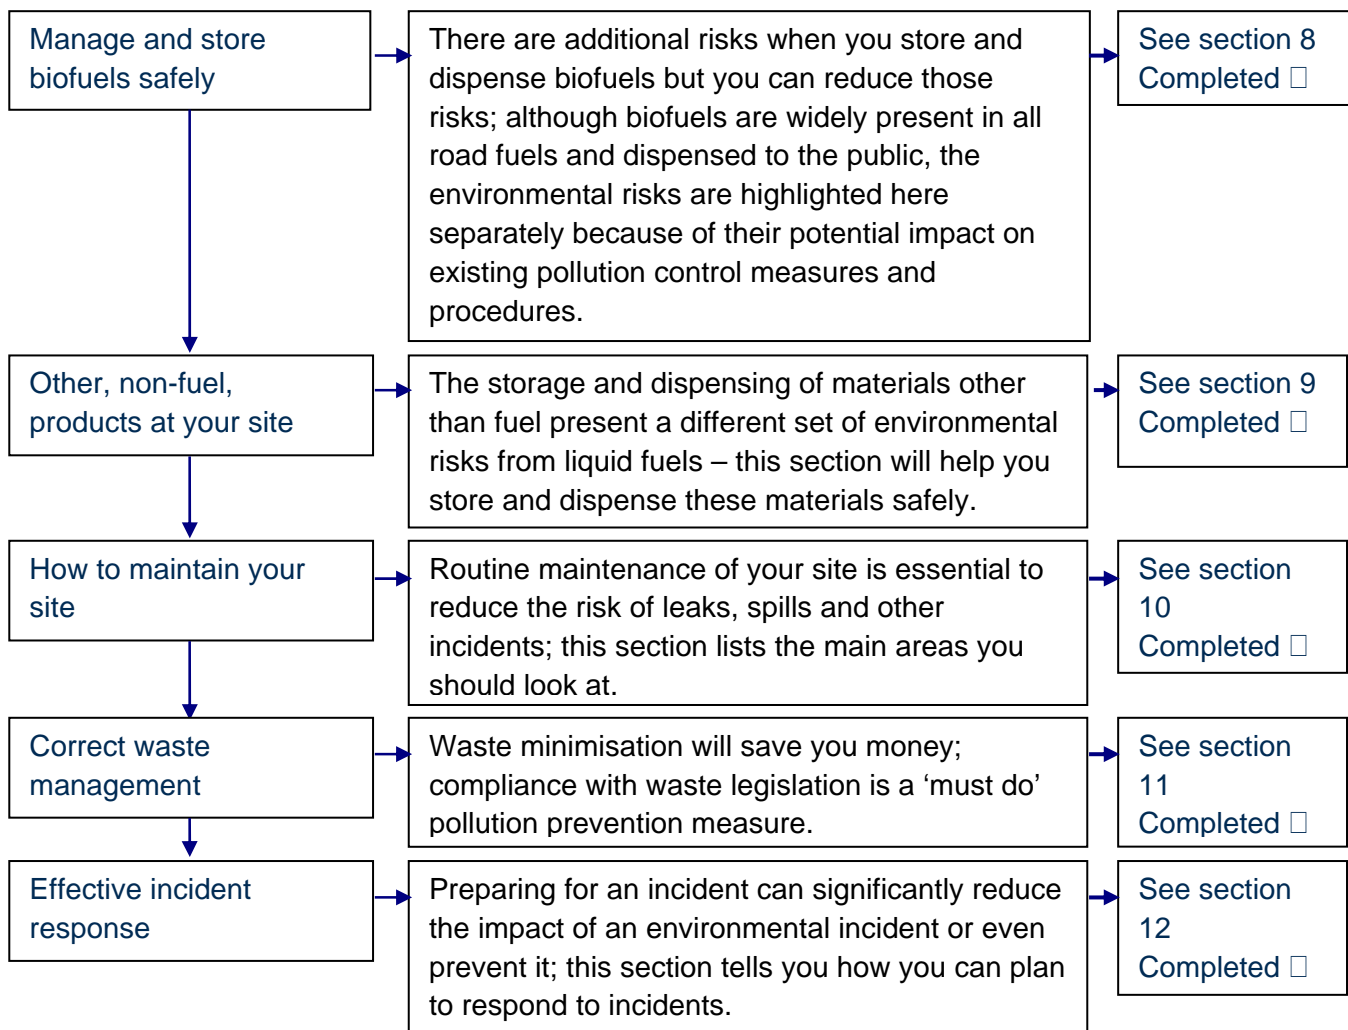 Manage and store
biofuels safely
There are additional risks when you store and
dispense biofuels but you can reduce those
risks; although biofuels are widely present in all
road fuels and dispensed to the public, the
environmental risks are highlighted here
separately because of their potential impact on
existing pollution control measures and
procedures.
See section 8
Completed □
Other, non-fuel,
products at your site
The storage and dispensing of materials other
than fuel present a different set of environmental
risks from liquid fuels – this section will help you
store and dispense these materials safely.
See section 9
Completed □
How to maintain your
site
Routine maintenance of your site is essential to
reduce the risk of leaks, spills and other
incidents; this section lists the main areas you
should look at.
See section
10
Completed □
Correct waste
management
Waste minimisation will save you money;
compliance with waste legislation is a ‘must do’
pollution prevention measure.
See section
11
Completed □
Effective incident
response
Preparing for an incident can significantly reduce
the impact of an environmental incident or even
prevent it; this section tells you how you can plan
to respond to incidents.
See section
12
Completed □